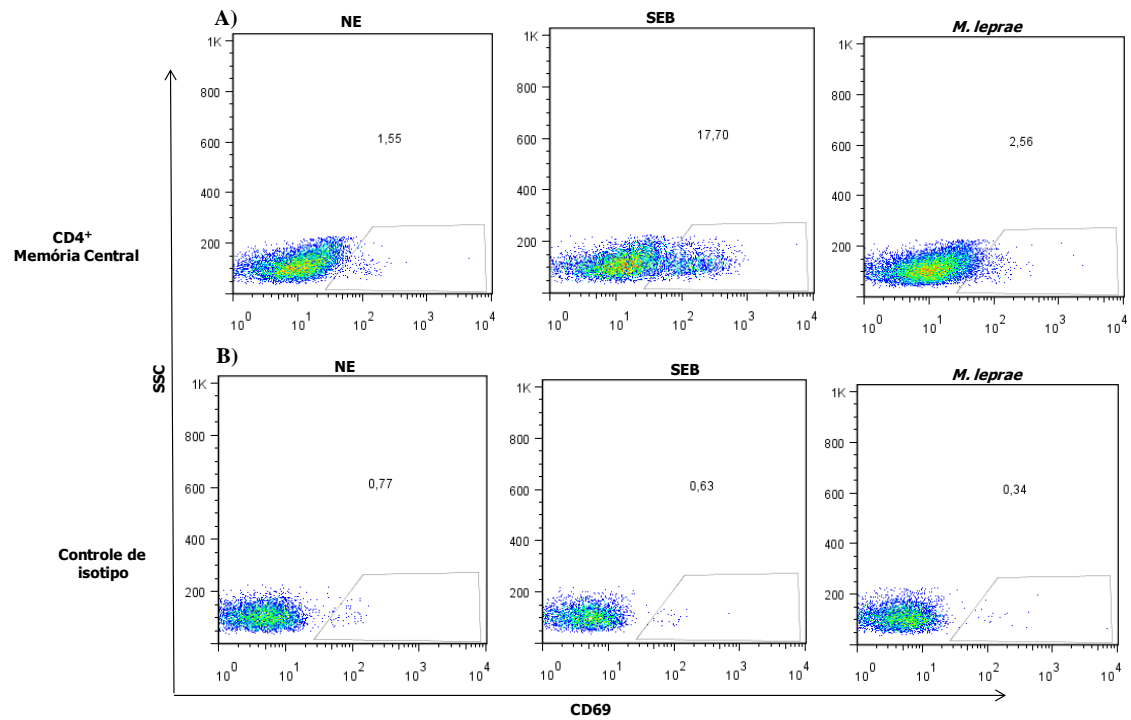 A)
NE
SEB
M. leprae
1K
800
600
400
200
1,55
10^0 10^1 10^2 10^3 10^4
1K
800
600
400
200
17,70
10^0 10^1 10^2 10^3 10^4
1K
800
600
400
200
2,56
10^0 10^1 10^2 10^3 10^4
CD4+
Memória Central
SSC
B)
NE
SEB
M. leprae
1K
800
600
400
200
0,77
10^0 10^1 10^2 10^3 10^4
1K
800
600
400
200
0,63
10^0 10^1 10^2 10^3 10^4
1K
800
600
400
200
0,34
10^0 10^1 10^2 10^3 10^4
Controle de
isotipo
CD69